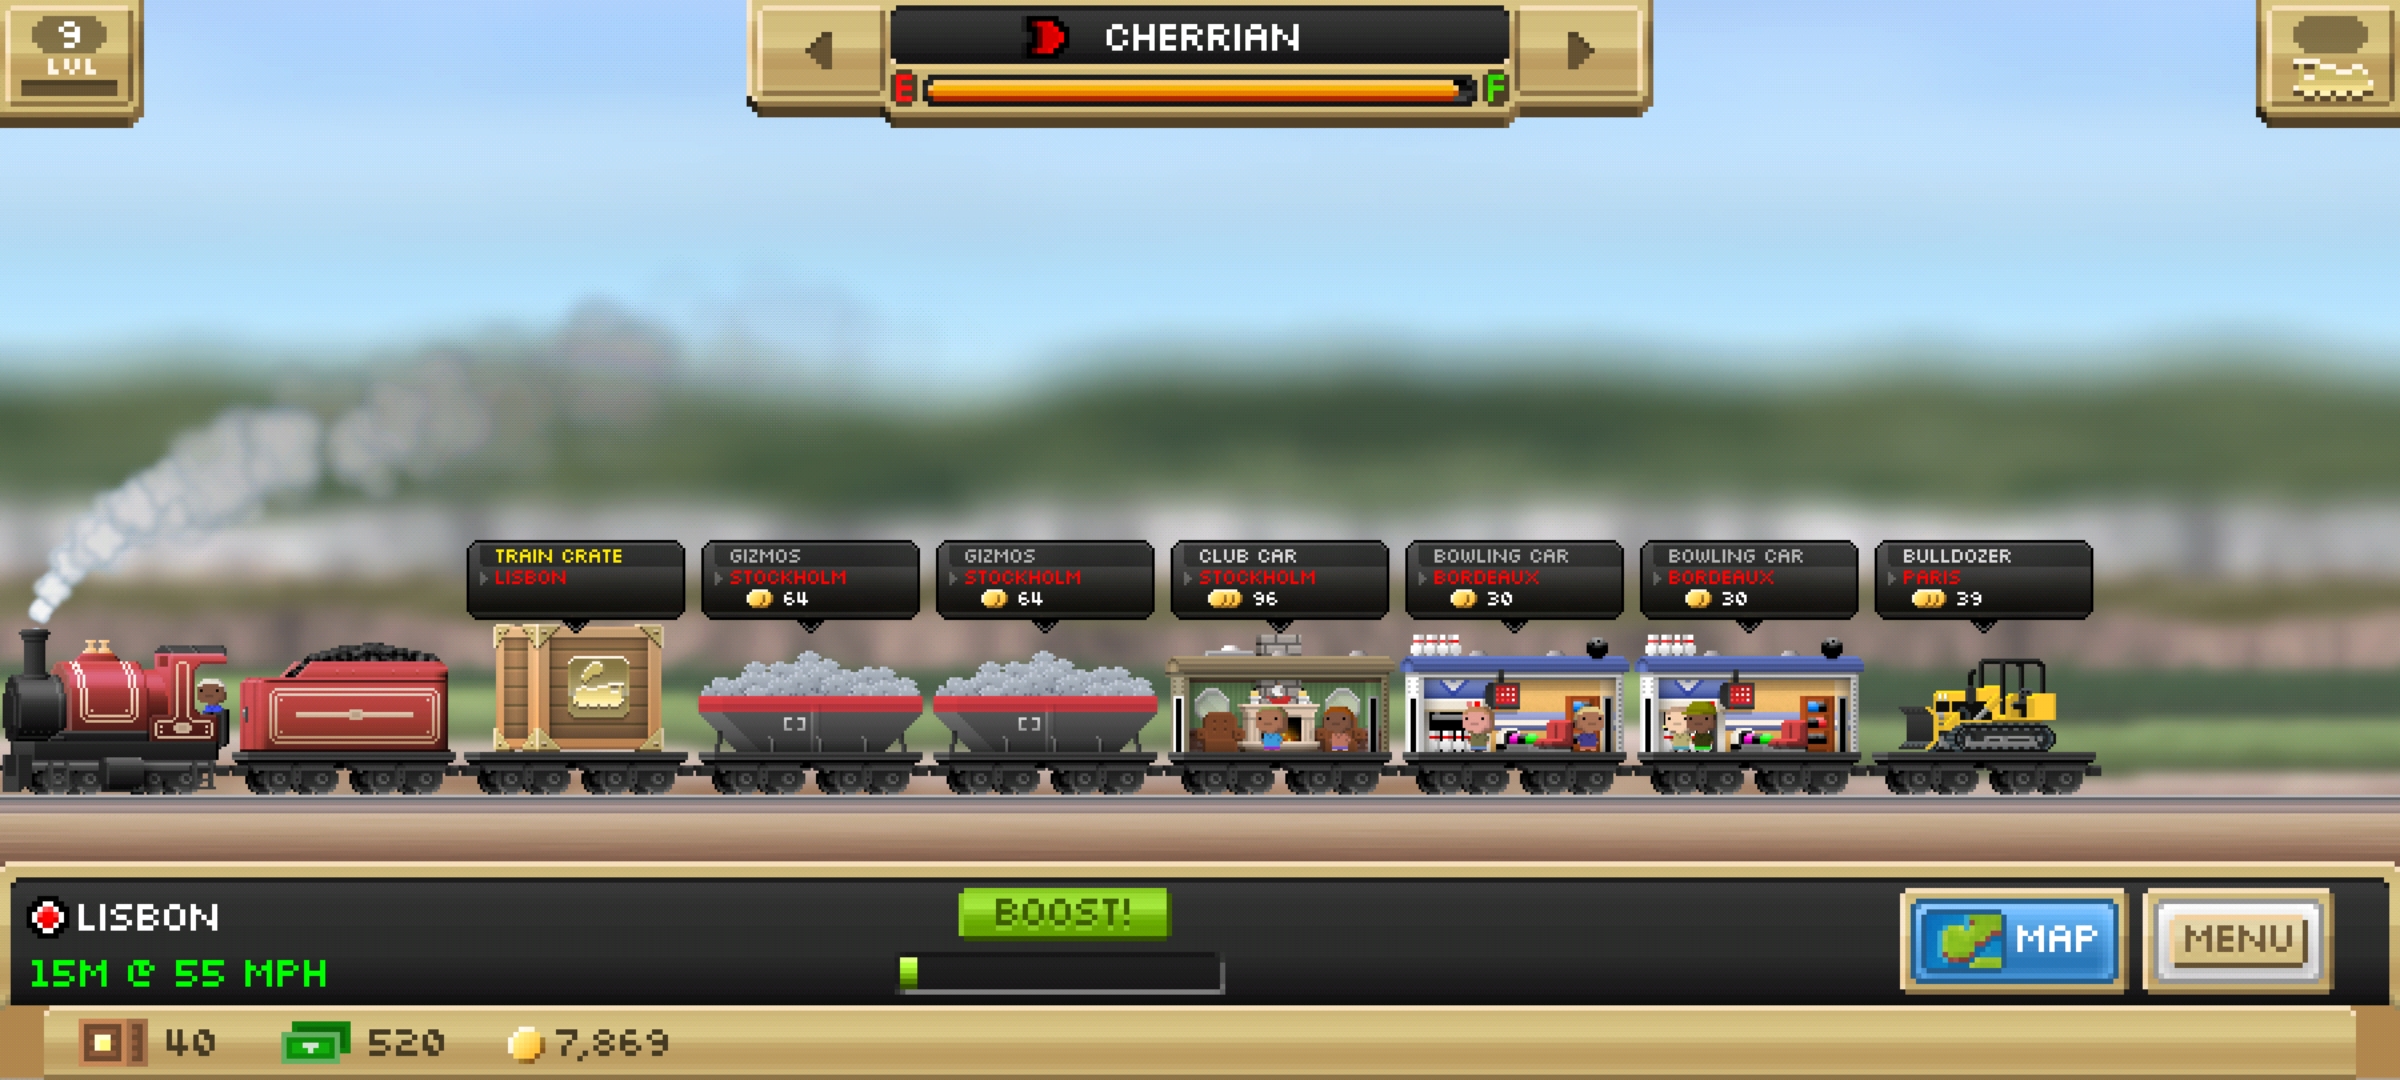 9
LVL
CHERRIAN
E F
TRAIN CRATE
LISBON
GIZMOS
STOCKHOLM
64
GIZMOS
STOCKHOLM
64
CLUB CAR
STOCKHOLM
96
BOWLING CAR
BORDEAUX
30
BOWLING CAR
BORDEAUX
30
BULLDOZER
PARIS
39
LISBON
15M @ 55 MPH
BOOST!
MAP
MENU
40
520
7,869